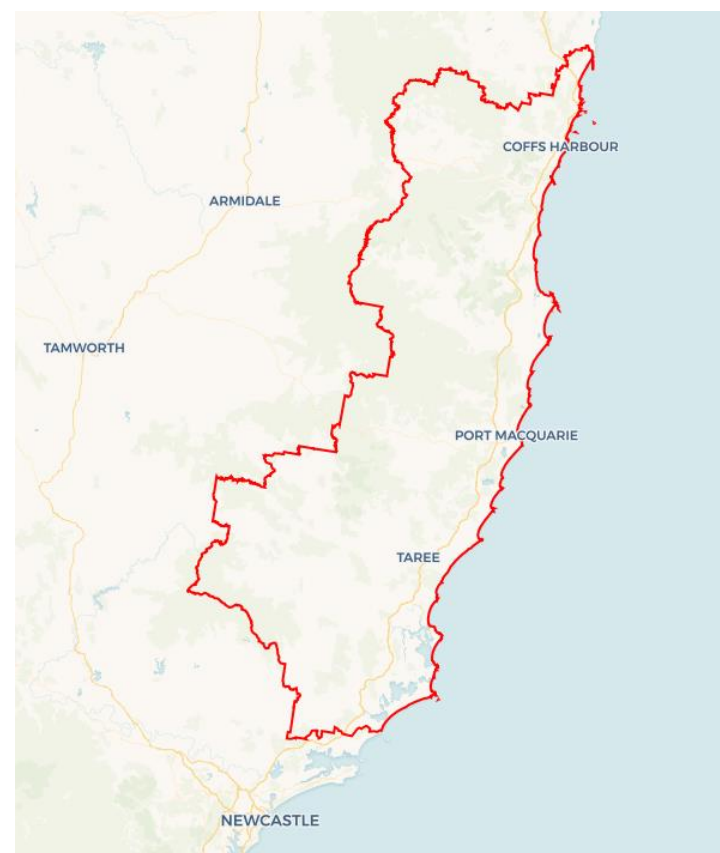 COFFS HARBOUR
ARMIDALE
TAMWORTH
PORT MACQUARIE
TAREE
NEWCASTLE